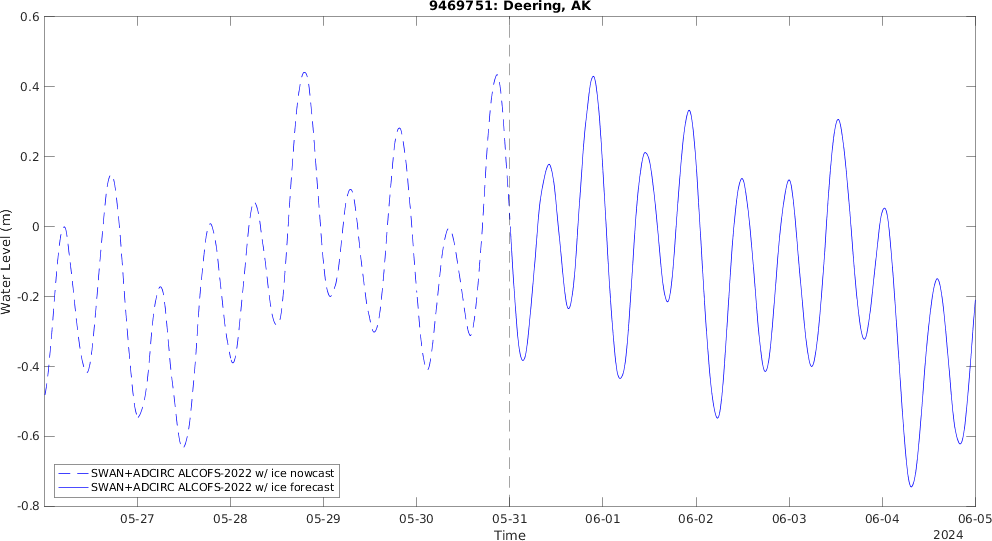 9469751: Deering, AK
0.6
0.4
0.2
0
-0.2
-0.4
-0.6
-0.8
Water Level (m)
SWAN+ADCIRC ALCOFS-2022 w/ ice nowcast
SWAN+ADCIRC ALCOFS-2022 w/ ice forecast
05-27 05-28 05-29 05-30 05-31 06-01 06-02 06-03 06-04 06-05
Time
2024